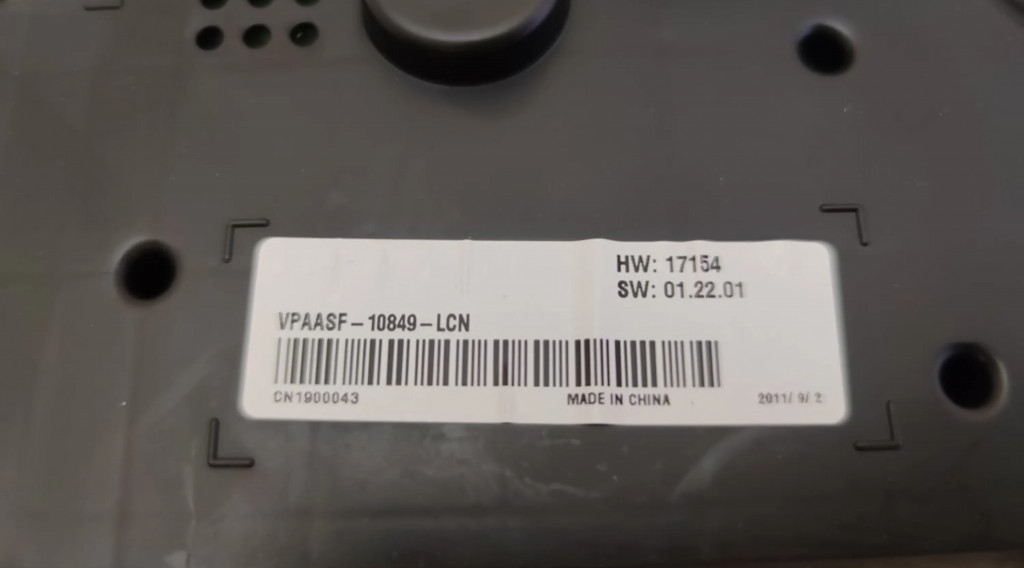 HW: 17154
SW: 01.22.01
VPAASF-10849-LCN
CN1900043
MADE IN CHINA
2011/ 9/ 2